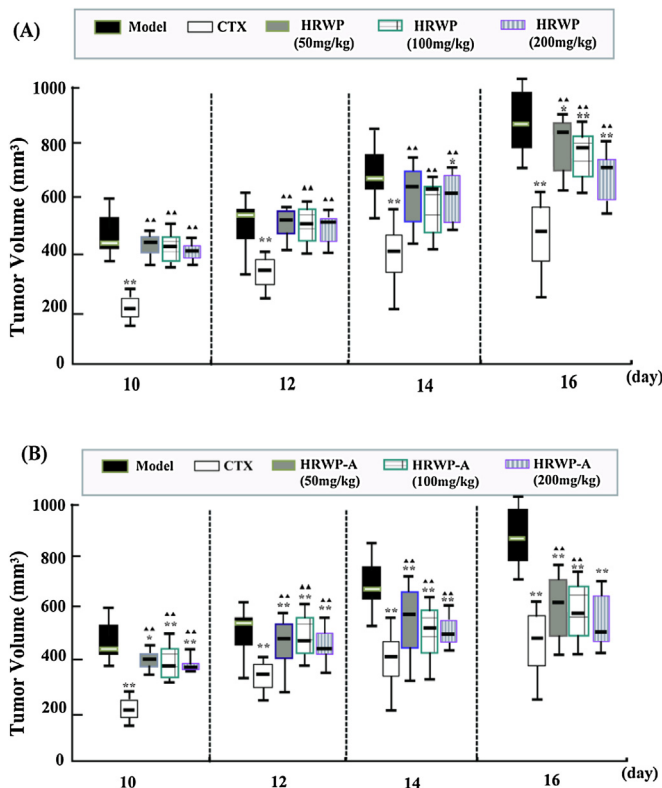 (A)
Model CTX HRWP (50mg/kg) HRWP (100mg/kg) HRWP (200mg/kg)
Tumor Volume (mm³)
1000
800
600
400
200
0
▲▲ ▲▲ ▲▲
**
▲▲ ▲▲ ▲▲
**
▲▲ ▲▲ ▲▲
** *
▲▲ ▲▲ ▲▲
* ** **
**
10 12 14 16 (day)
(B)
Model CTX HRWP-A (50mg/kg) HRWP-A (100mg/kg) HRWP-A (200mg/kg)
Tumor Volume (mm³)
1000
800
600
400
200
0
▲▲ ▲▲ ▲▲
* ** **
**
▲▲ ▲▲ ▲▲
** ** **
**
▲▲ ▲▲ ▲▲
** ** **
**
▲▲ ▲▲
** ** **
**
10 12 14 16 (day)